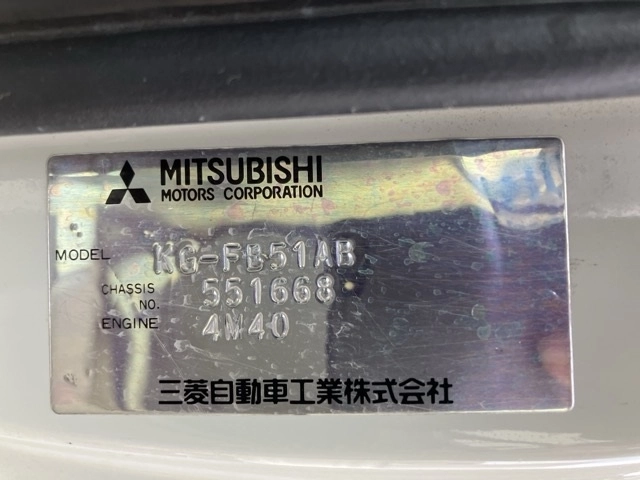 MITSUBISHI
MOTORS CORPORATION
MODEL KG-FB51AB
CHASSIS NO. 551668
ENGINE 4M40
三菱自動車工業株式会社